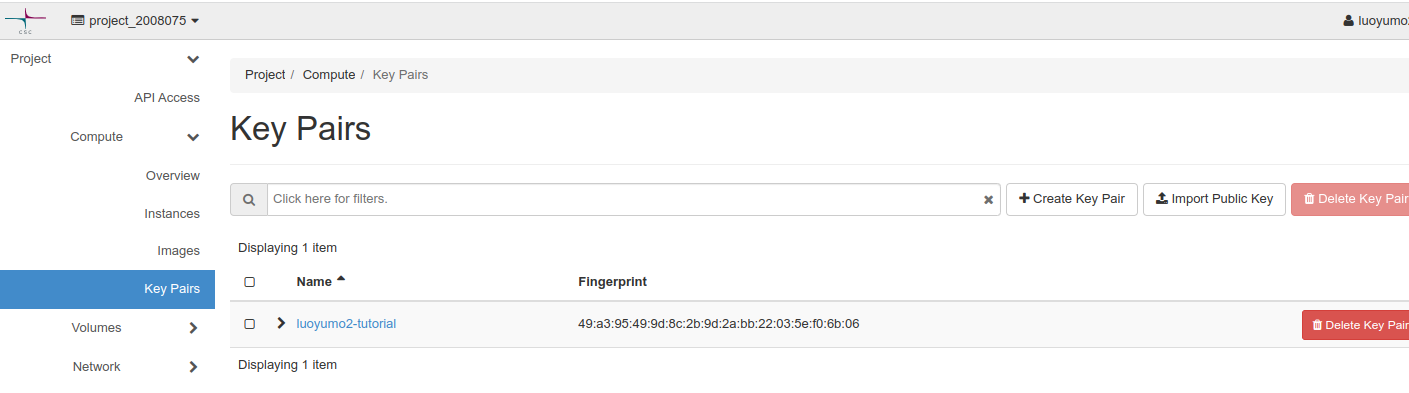 CSC
project_2008075
luoyumo2
Project
API Access
Compute
Overview
Instances
Images
Key Pairs
Volumes
Network
Project / Compute / Key Pairs
Key Pairs
Click here for filters.
Create Key Pair
Import Public Key
Delete Key Pair
Displaying 1 item
Name Fingerprint
luoyumo2-tutorial 49:a3:95:49:9d:8c:2b:9d:2a:bb:22:03:5e:f0:6b:06 Delete Key Pair
Displaying 1 item